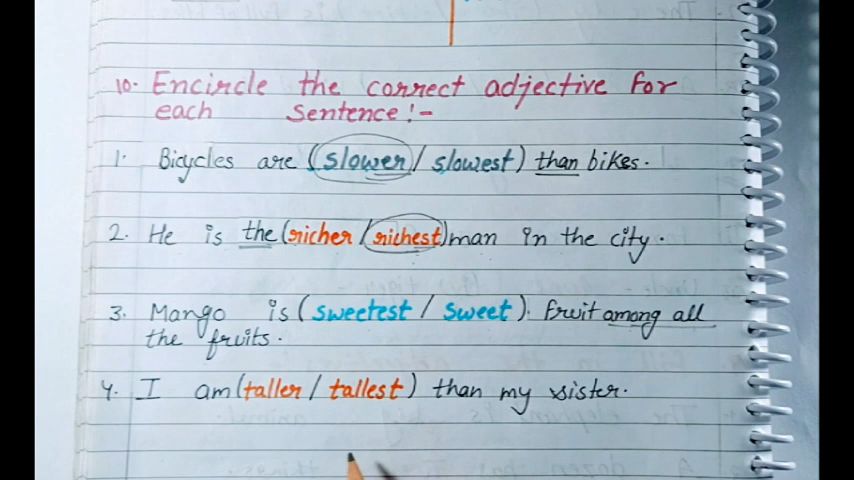 10. Encircle the correct adjective for
each sentence :-
1. Bicycles are (slower / slowest) than bikes.
2. He is the (richer / richest) man in the city.
3. Mango is (sweetest / sweet) fruit among all
the fruits.
4. I am (taller / tallest) than my sister.